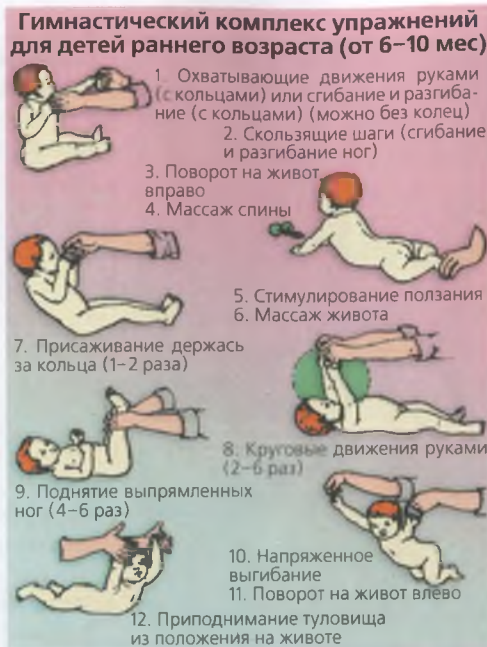 Гимнастический комплекс упражнений
для детей раннего возраста (от 6–10 мес)
1. Охватывающие движения руками
(с кольцами) или сгибание и разгиба-
ние (с кольцами) (можно без колец)
2. Скользящие шаги (сгибание
и разгибание ног)
3. Поворот на живот
вправо
4. Массаж спины
5. Стимулирование ползания
6. Массаж живота
7. Присаживание держась
за кольца (1–2 раза)
8. Круговые движения руками
(2–6 раз)
9. Поднятие выпрямленных
ног (4–6 раз)
10. Напряженное
выгибание
11. Поворот на живот влево
12. Приподнимание туловища
из положения на животе